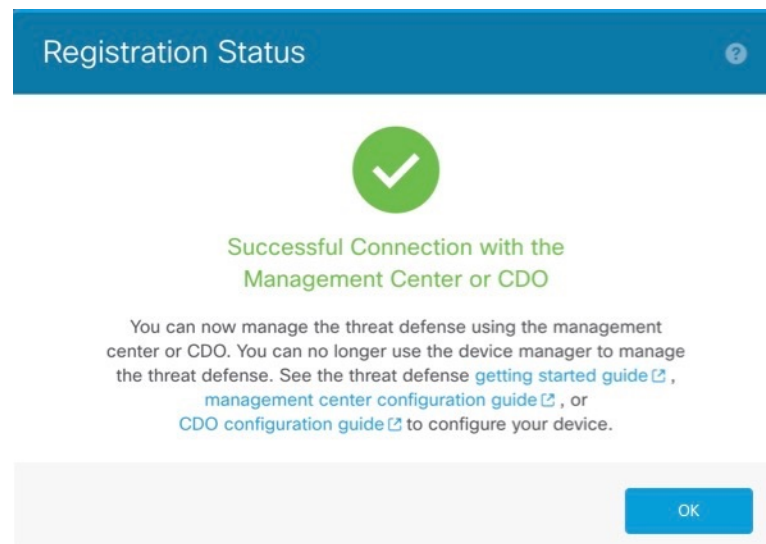 Registration Status
?
Successful Connection with the
Management Center or CDO
You can now manage the threat defense using the management
center or CDO. You can no longer use the device manager to manage
the threat defense. See the threat defense getting started guide ,
management center configuration guide , or
CDO configuration guide to configure your device.
OK